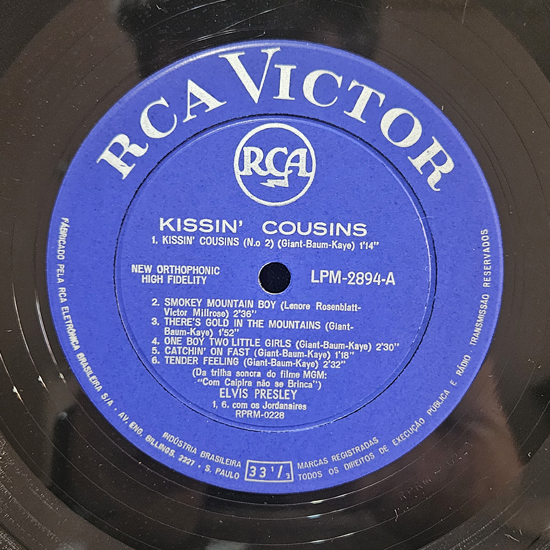 RCA VICTOR
RCA
KISSIN' COUSINS
1. KISSIN' COUSINS (N.o 2) (Giant-Baum-Kaye) 1'14"
NEW ORTHOPHONIC
HIGH FIDELITY
LPM-2894-A
2. SMOKEY MOUNTAIN BOY (Lenore Rosenblatt-
Victor Millrose) 2'36"
3. THERE'S GOLD IN THE MOUNTAINS (Giant-
Baum-Kaye) 1'52"
4. ONE BOY TWO LITTLE GIRLS (Giant-Baum-Kaye) 2'30"
5. CATCHIN' ON FAST (Giant-Baum-Kaye) 1'18"
6. TENDER FEELING (Giant-Baum-Kaye) 2'32"
(Da trilha sonora do filme MGM:
"Com Caipira não se Brinca")
ELVIS PRESLEY
1, 6. com os Jordanaires
RPRM-0228
FABRICADO PELA RCA ELETRÔNICA BRASILEIRA S/A . AV. ENG. BILLINGS, 2227 - S. PAULO
INDÚSTRIA BRASILEIRA
33 1/3
MARCAS REGISTRADAS
TODOS OS DIREITOS DE EXECUÇÃO PÚBLICA E RÁDIO . TRANSMISSÃO RESERVADOS